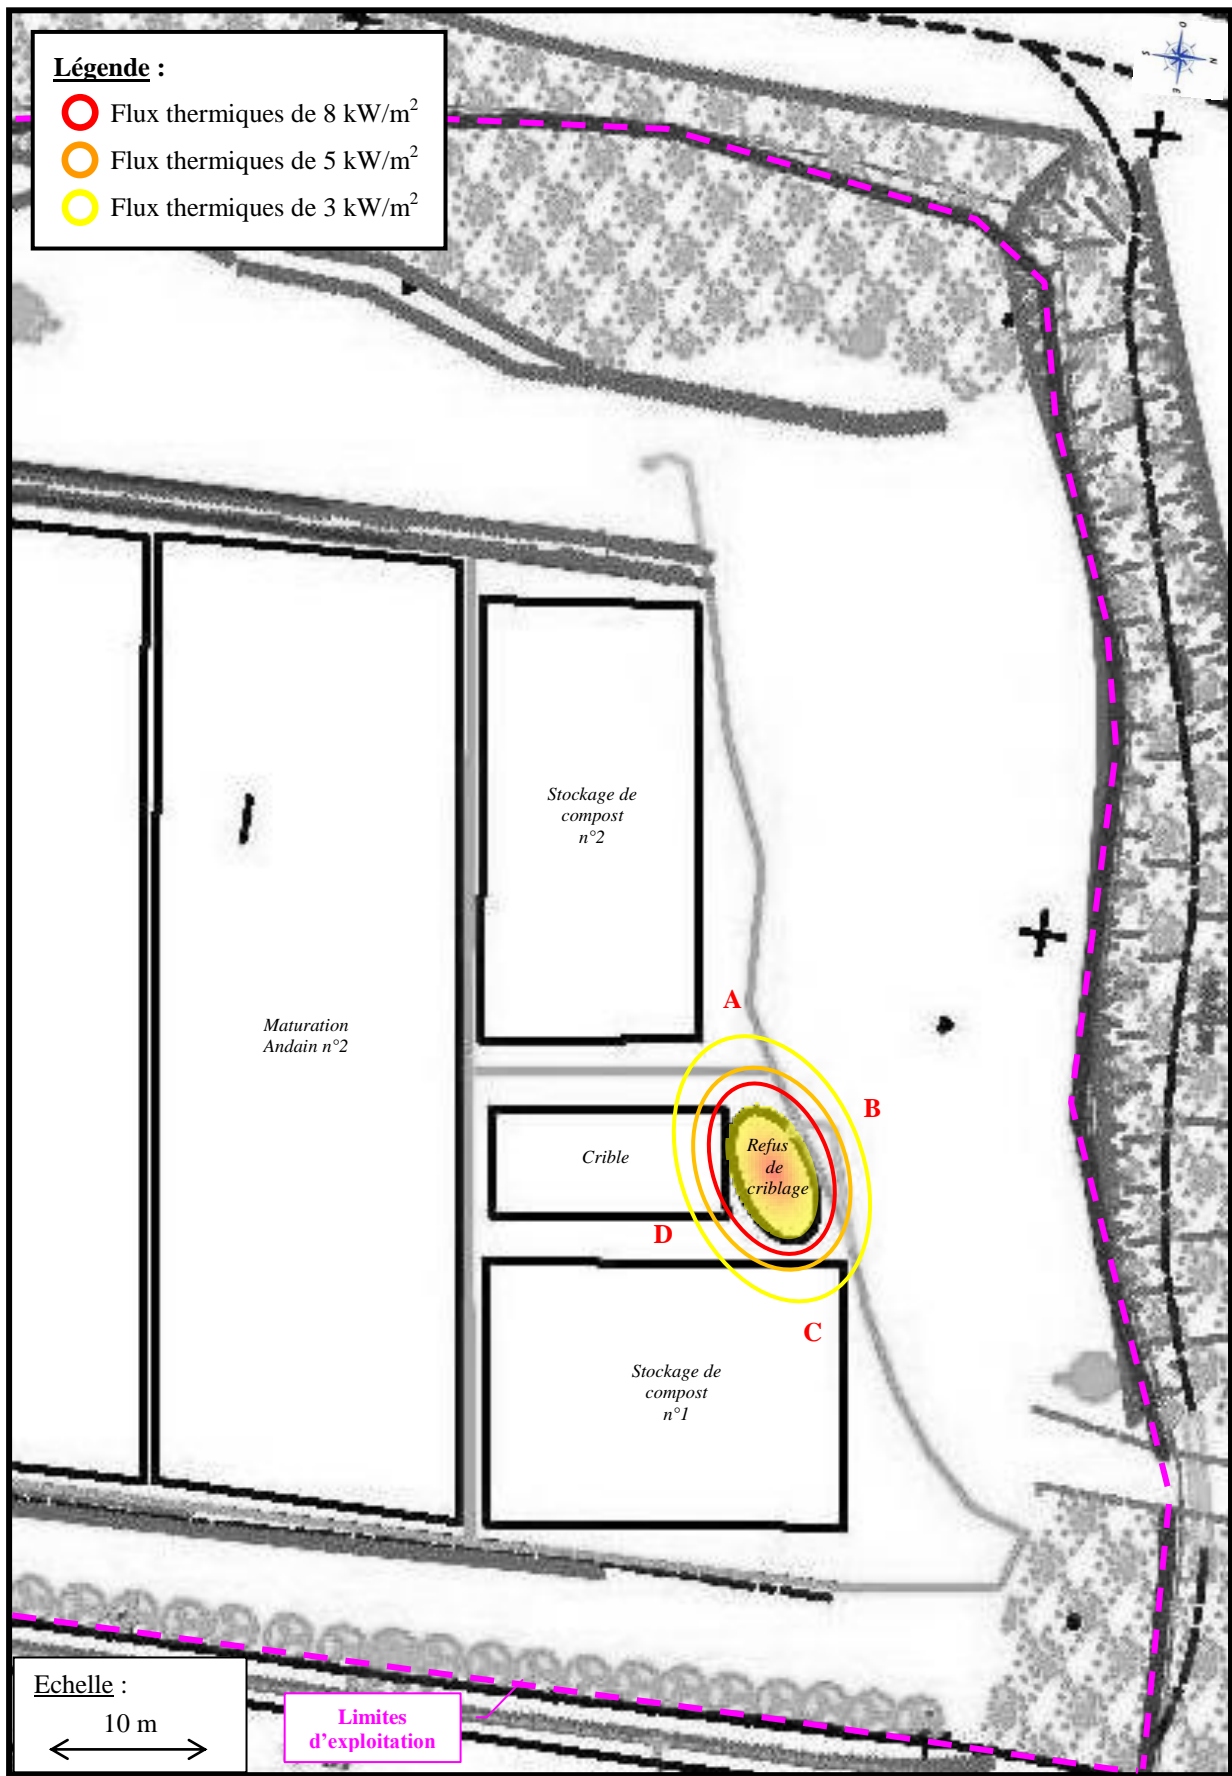 Légende :
Flux thermiques de 8 kW/m²
Flux thermiques de 5 kW/m²
Flux thermiques de 3 kW/m²
O
S
N
E
Stockage de
compost
n°2
Maturation
Andain n°2
A
B
Crible
Refus
de
criblage
D
C
Stockage de
compost
n°1
Echelle :
10 m
Limites
d'exploitation